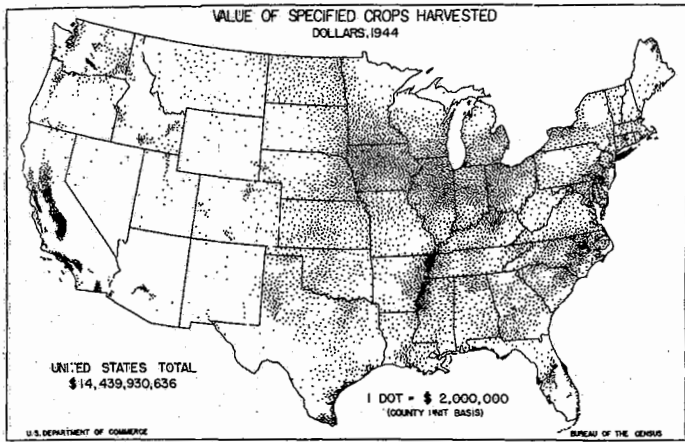 VALUE OF SPECIFIED CROPS HARVESTED
DOLLARS, 1944
UNITED STATES TOTAL
$14,439,930,636
1 DOT = $2,000,000
(COUNTY UNIT BASIS)
U.S. DEPARTMENT OF COMMERCE
BUREAU OF THE CENSUS